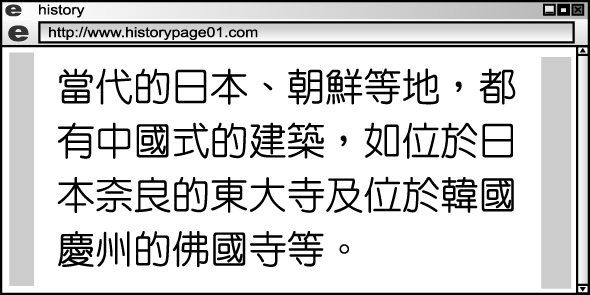 history
http://www.historypage01.com
當代的日本、朝鮮等地，都
有中國式的建築，如位於日
本奈良的東大寺及位於韓國
慶州的佛國寺等。